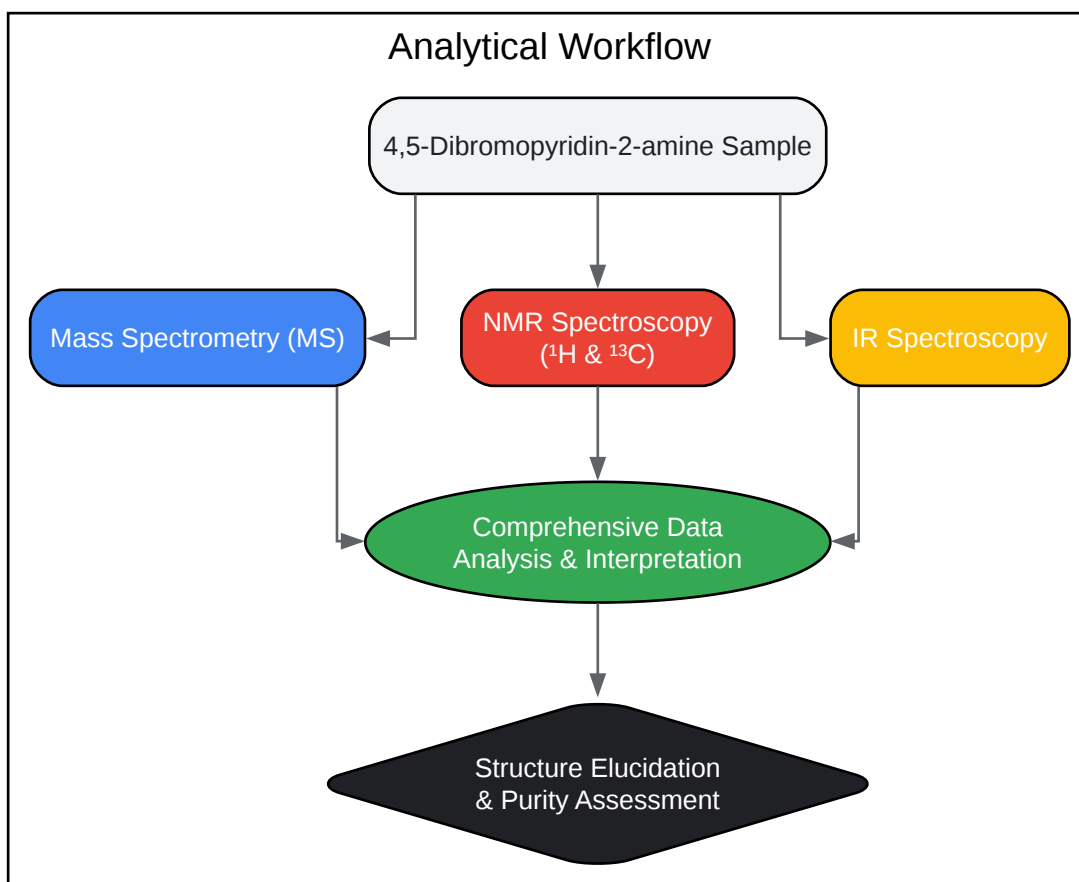 Analytical Workflow
4,5-Dibromopyridin-2-amine Sample
Mass Spectrometry (MS)
NMR Spectroscopy
(¹H & ¹³C)
IR Spectroscopy
Comprehensive Data
Analysis & Interpretation
Structure Elucidation
& Purity Assessment